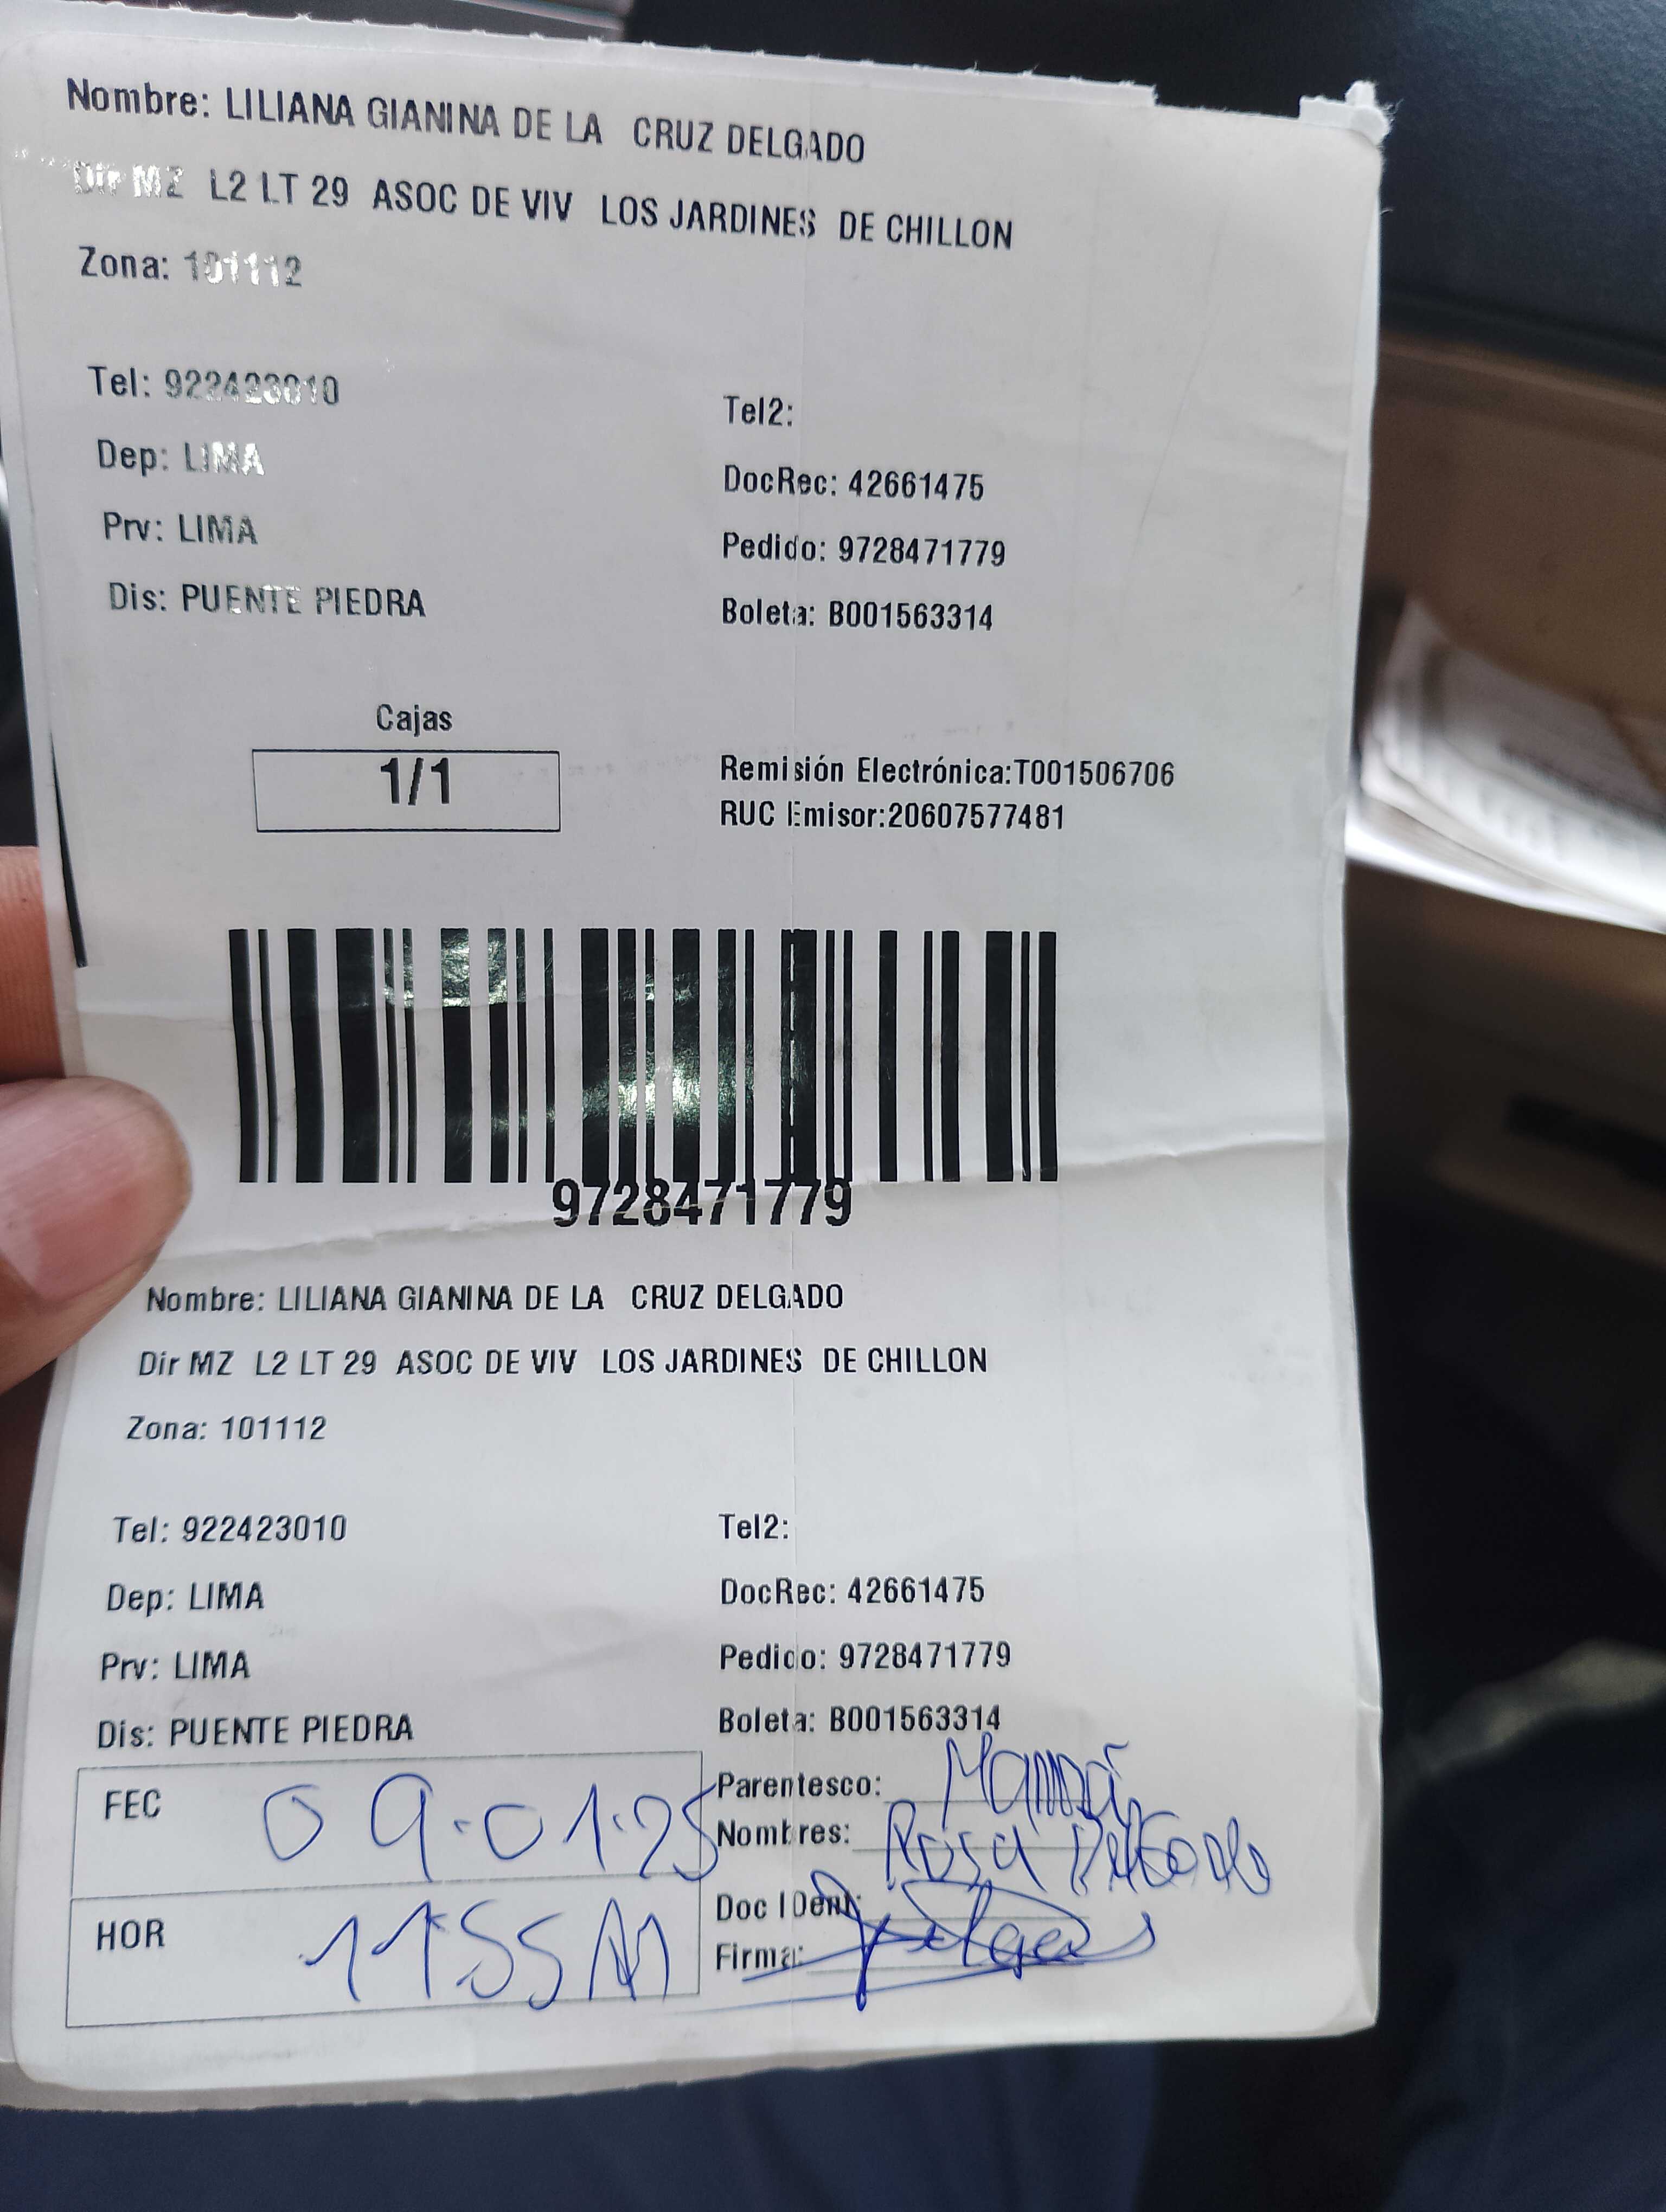 Nombre: LILIANA GIANINA DE LA CRUZ DELGADO
Dir MZ L2 LT 29 ASOC DE VIV LOS JARDINES DE CHILLON
Zona: 101112
Tel: 922423010 Tel2:
Dep: LIMA DocRec: 42661475
Prv: LIMA Pedido: 9728471779
Dis: PUENTE PIEDRA Boleta: B001563314
Cajas
1/1
Remisión Electrónica:T001506706
RUC Emisor:20607577481
9728471779
Nombre: LILIANA GIANINA DE LA CRUZ DELGADO
Dir MZ L2 LT 29 ASOC DE VIV LOS JARDINES DE CHILLON
Zona: 101112
Tel: 922423010 Tel2:
Dep: LIMA DocRec: 42661475
Prv: LIMA Pedido: 9728471779
Dis: PUENTE PIEDRA Boleta: B001563314
FEC 09-01-25
HOR 1155 AM
Parentesco: Mamá
Nombres: Rosa Delgado
Doc IDent:
Firma: